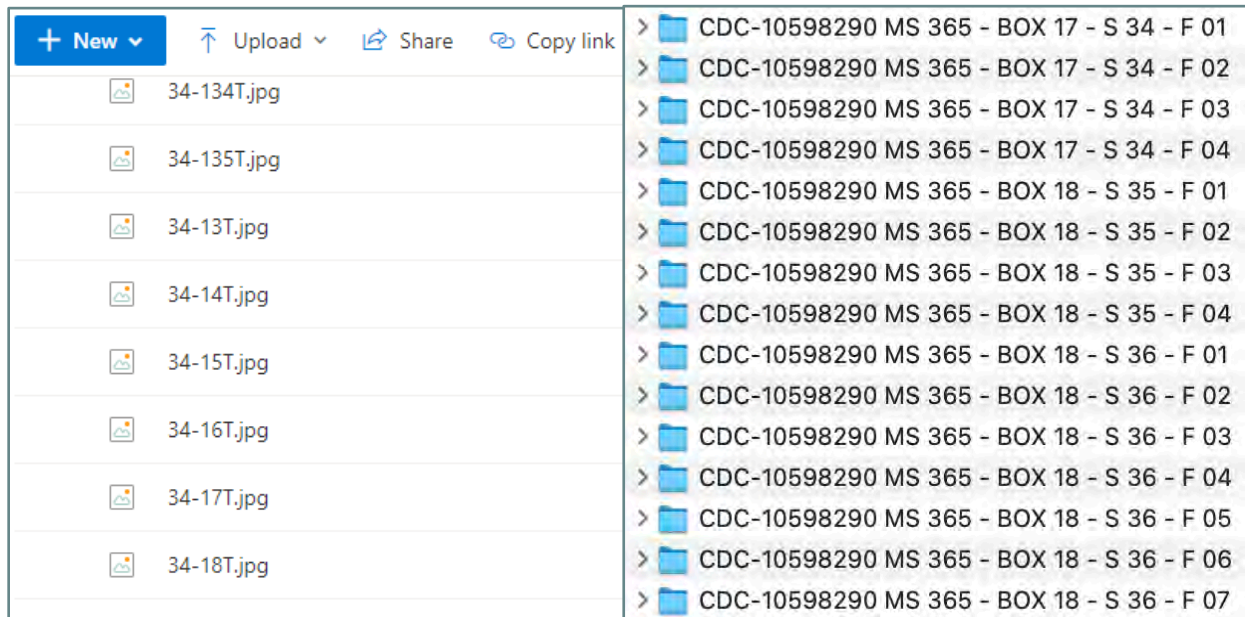 New Upload Share Copy link
34-134T.jpg
34-135T.jpg
34-13T.jpg
34-14T.jpg
34-15T.jpg
34-16T.jpg
34-17T.jpg
34-18T.jpg
CDC-10598290 MS 365 - BOX 17 - S 34 - F 01
CDC-10598290 MS 365 - BOX 17 - S 34 - F 02
CDC-10598290 MS 365 - BOX 17 - S 34 - F 03
CDC-10598290 MS 365 - BOX 17 - S 34 - F 04
CDC-10598290 MS 365 - BOX 18 - S 35 - F 01
CDC-10598290 MS 365 - BOX 18 - S 35 - F 02
CDC-10598290 MS 365 - BOX 18 - S 35 - F 03
CDC-10598290 MS 365 - BOX 18 - S 35 - F 04
CDC-10598290 MS 365 - BOX 18 - S 36 - F 01
CDC-10598290 MS 365 - BOX 18 - S 36 - F 02
CDC-10598290 MS 365 - BOX 18 - S 36 - F 03
CDC-10598290 MS 365 - BOX 18 - S 36 - F 04
CDC-10598290 MS 365 - BOX 18 - S 36 - F 05
CDC-10598290 MS 365 - BOX 18 - S 36 - F 06
CDC-10598290 MS 365 - BOX 18 - S 36 - F 07